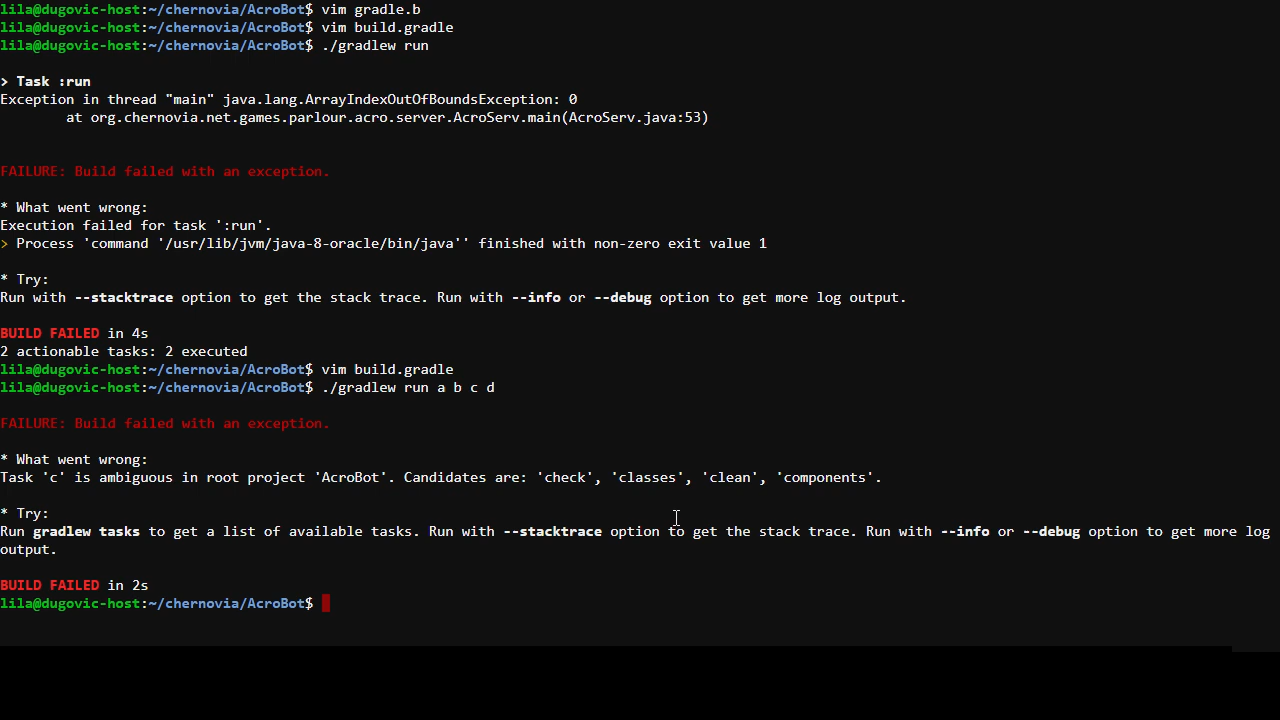 lila@dugovic-host:~/chernovia/AcroBot$ vim gradle.b
lila@dugovic-host:~/chernovia/AcroBot$ vim build.gradle
lila@dugovic-host:~/chernovia/AcroBot$ ./gradlew run
> Task :run
Exception in thread "main" java.lang.ArrayIndexOutOfBoundsException: 0
        at org.chernovia.net.games.parlour.acro.server.AcroServ.main(AcroServ.java:53)
FAILURE: Build failed with an exception.
* What went wrong:
Execution failed for task ':run'.
> Process 'command '/usr/lib/jvm/java-8-oracle/bin/java'' finished with non-zero exit value 1
* Try:
Run with --stacktrace option to get the stack trace. Run with --info or --debug option to get more log output.
BUILD FAILED in 4s
2 actionable tasks: 2 executed
lila@dugovic-host:~/chernovia/AcroBot$ vim build.gradle
lila@dugovic-host:~/chernovia/AcroBot$ ./gradlew run a b c d
FAILURE: Build failed with an exception.
* What went wrong:
Task 'c' is ambiguous in root project 'AcroBot'. Candidates are: 'check', 'classes', 'clean', 'components'.
* Try:
Run gradlew tasks to get a list of available tasks. Run with --stacktrace option to get the stack trace. Run with --info or --debug option to get more log
output.
BUILD FAILED in 2s
lila@dugovic-host:~/chernovia/AcroBot$